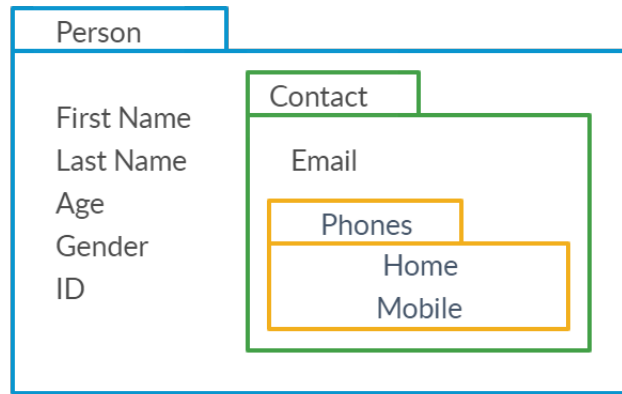 Person
First Name
Last Name
Age
Gender
ID
Contact
Email
Phones
Home
Mobile